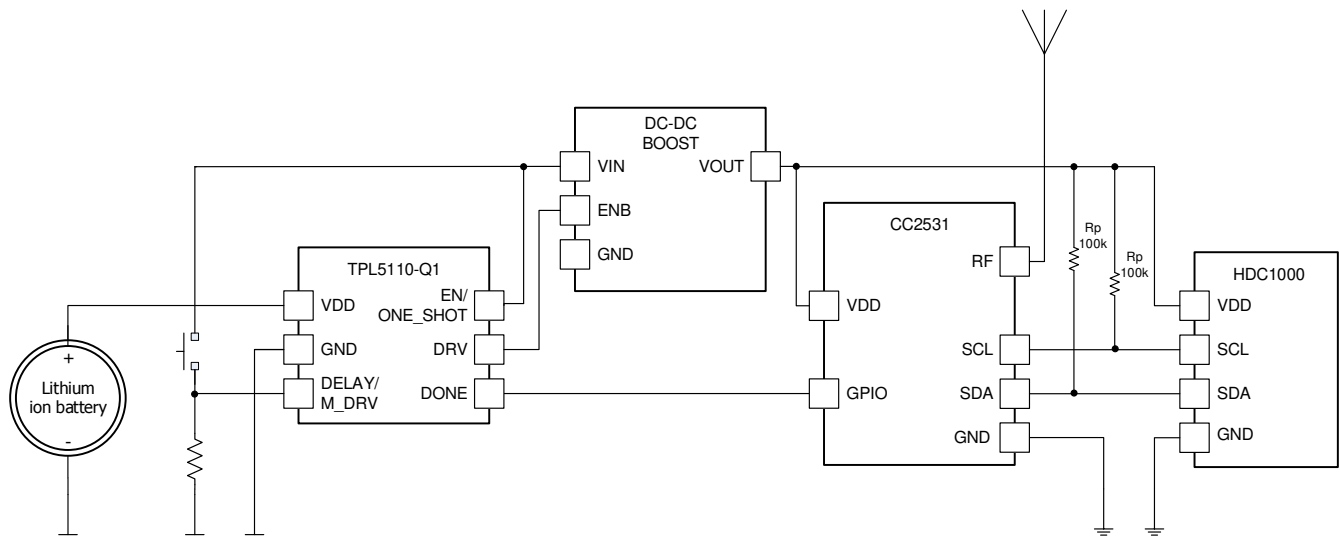 DC-DC
BOOST
VIN
VOUT
ENB
GND
TPL5110-Q1
VDD
EN/
ONE_SHOT
GND
DRV
DELAY/
M_DRV
DONE
+
Lithium
ion battery
-
CC2531
RF
VDD
SCL
GPIO
SDA
GND
Rp
100k
Rp
100k
HDC1000
VDD
SCL
SDA
GND